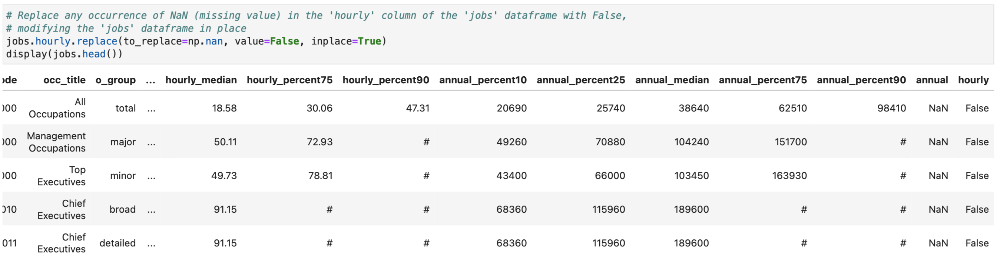 # Replace any occurrence of NaN (missing value) in the 'hourly' column of the 'jobs' dataframe with False,
# modifying the 'jobs' dataframe in place
jobs.hourly.replace(to_replace=np.nan, value=False, inplace=True)
display(jobs.head())
ode occ_title o_group ... hourly_median hourly_percent75 hourly_percent90 annual_percent10 annual_percent25 annual_median annual_percent75 annual_percent90 annual hourly
000 All Occupations total ... 18.58 30.06 47.31 20690 25740 38640 62510 98410 NaN False
000 Management Occupations major ... 50.11 72.93 # 49260 70880 104240 151700 # NaN False
000 Top Executives minor ... 49.73 78.81 # 43400 66000 103450 163930 # NaN False
010 Chief Executives broad ... 91.15 # # 68360 115960 189600 # # NaN False
011 Chief Executives detailed ... 91.15 # # 68360 115960 189600 # # NaN False